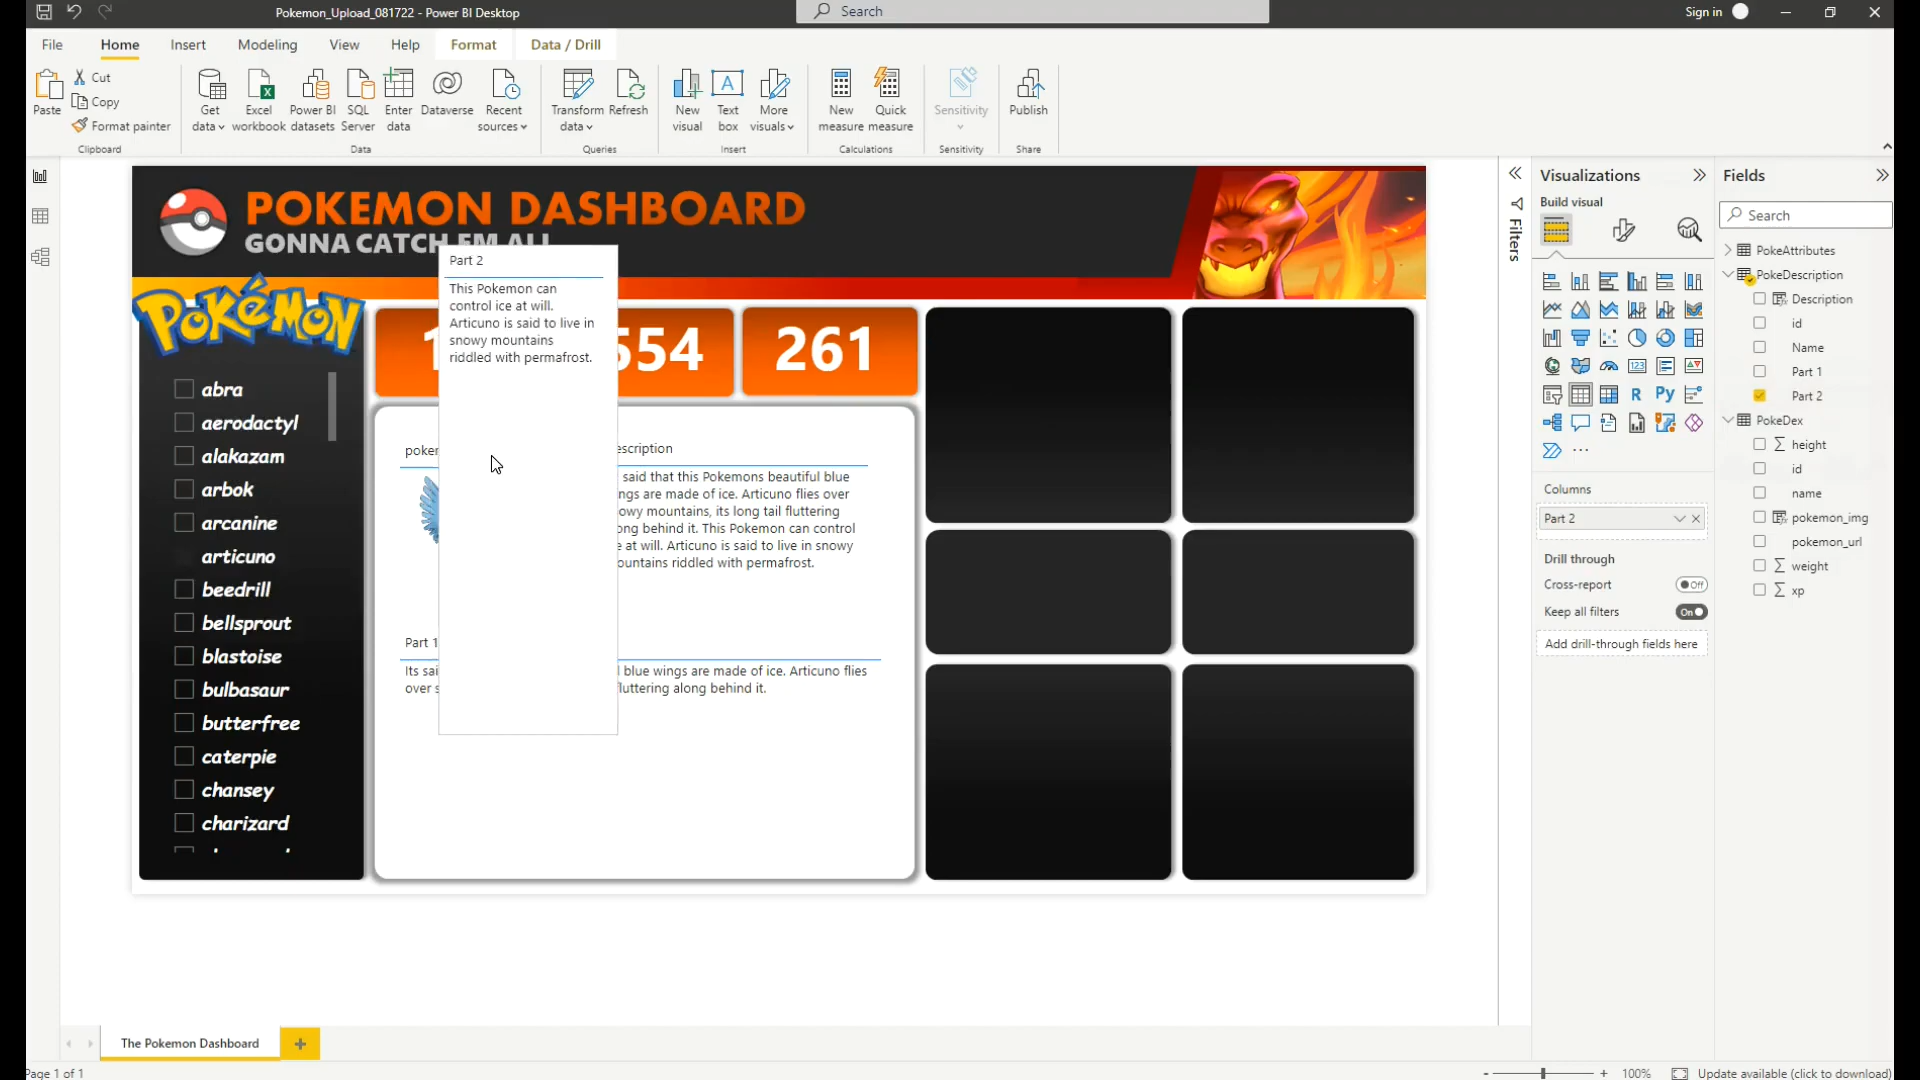 Pokemon_Upload_081722 - Power BI Desktop
Search
Sign in
File
Home
Insert
Modeling
View
Help
Format
Data / Drill
Paste
Cut
Copy
Format painter
Clipboard
Get data
Excel workbook
Power BI datasets
SQL Server
Enter data
Dataverse
Recent sources
Data
Transform data
Refresh
Queries
New visual
A
Text box
More visuals
Insert
New measure
Quick measure
Calculations
Sensitivity
Sensitivity
Publish
Share
POKEMON DASHBOARD
GONNA CATCH EM ALL
POKéMON
abra
aerodactyl
alakazam
arbok
arcanine
articuno
beedrill
bellsprout
blastoise
bulbasaur
butterfree
caterpie
chansey
charizard
Part 2
This Pokemon can
control ice at will.
Articuno is said to live in
snowy mountains
riddled with permafrost.
1
554
261
poker
escription
said that this Pokemons beautiful blue
ngs are made of ice. Articuno flies over
owy mountains, its long tail fluttering
ong behind it. This Pokemon can control
e at will. Articuno is said to live in snowy
ountains riddled with permafrost.
Part 1
Its sai
blue wings are made of ice. Articuno flies
over s
luttering along behind it.
Filters
Visualizations
Build visual
123
R
Py
Columns
Part 2
Drill through
Cross-report
Off
Keep all filters
On
Add drill-through fields here
Fields
Search
PokeAttributes
PokeDescription
Description
id
Name
Part 1
Part 2
PokeDex
height
id
name
pokemon_img
pokemon_url
weight
xp
The Pokemon Dashboard
Page 1 of 1
100%
Update available (click to download)